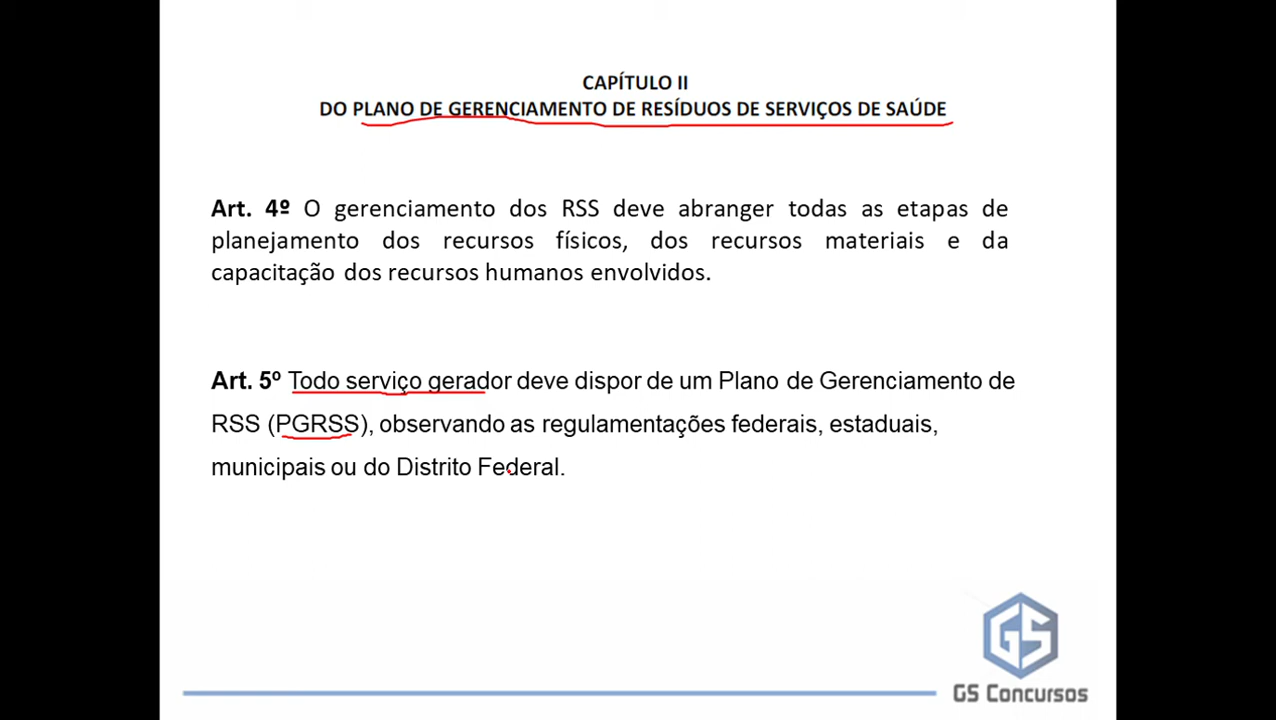 CAPÍTULO II
DO PLANO DE GERENCIAMENTO DE RESÍDUOS DE SERVIÇOS DE SAÚDE
Art. 4º O gerenciamento dos RSS deve abranger todas as etapas de
planejamento dos recursos físicos, dos recursos materiais e da
capacitação dos recursos humanos envolvidos.
Art. 5º Todo serviço gerador deve dispor de um Plano de Gerenciamento de
RSS (PGRSS), observando as regulamentações federais, estaduais,
municipais ou do Distrito Federal.
GS
GS Concursos